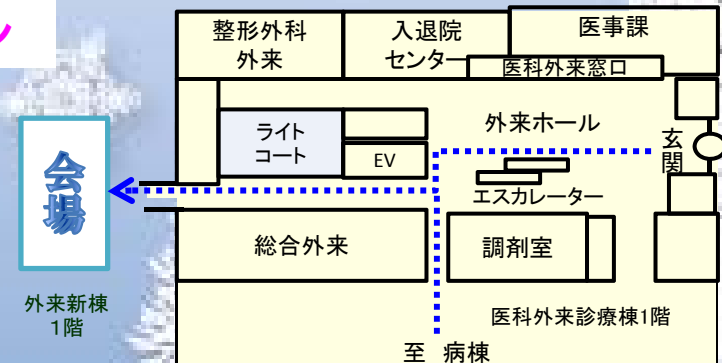 ン
整形外科
外来
入退院
センター
医事課
医科外来窓口
ライト
コート
EV
外来ホール
玄関
エスカレーター
会場
総合外来
調剤室
外来新棟
1階
医科外来診療棟1階
至 病棟